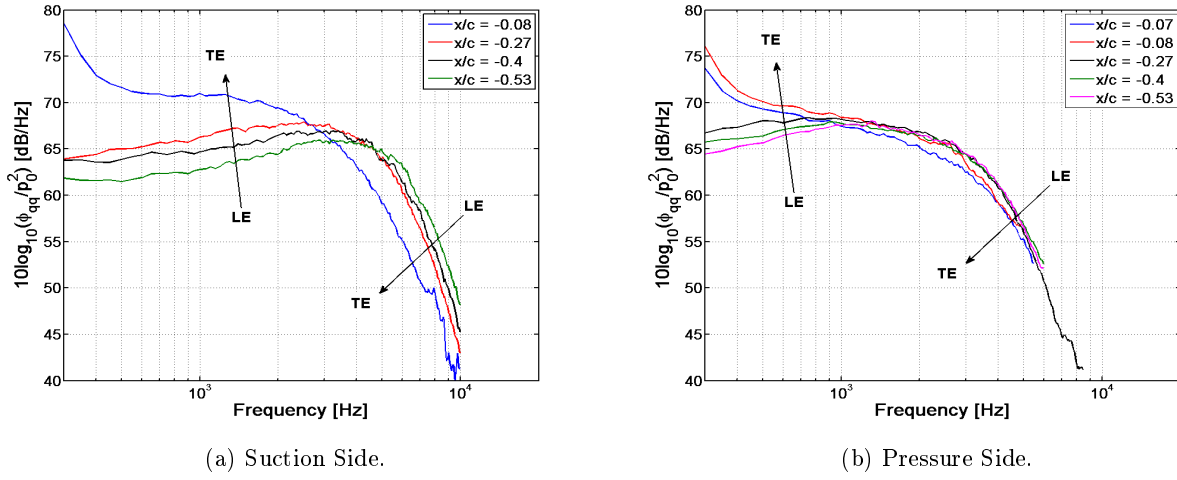 80
75
70
65
60
55
50
45
40
10log₁₀(ϕqq/p₀²) [dB/Hz]
10³
10⁴
Frequency [Hz]
TE
LE
LE
TE
x/c = -0.08
x/c = -0.27
x/c = -0.4
x/c = -0.53
(a) Suction Side.
80
75
70
65
60
55
50
45
40
10log₁₀(ϕqq/p₀²) [dB/Hz]
10³
10⁴
Frequency [Hz]
TE
LE
LE
TE
x/c = -0.07
x/c = -0.08
x/c = -0.27
x/c = -0.4
x/c = -0.53
(b) Pressure Side.